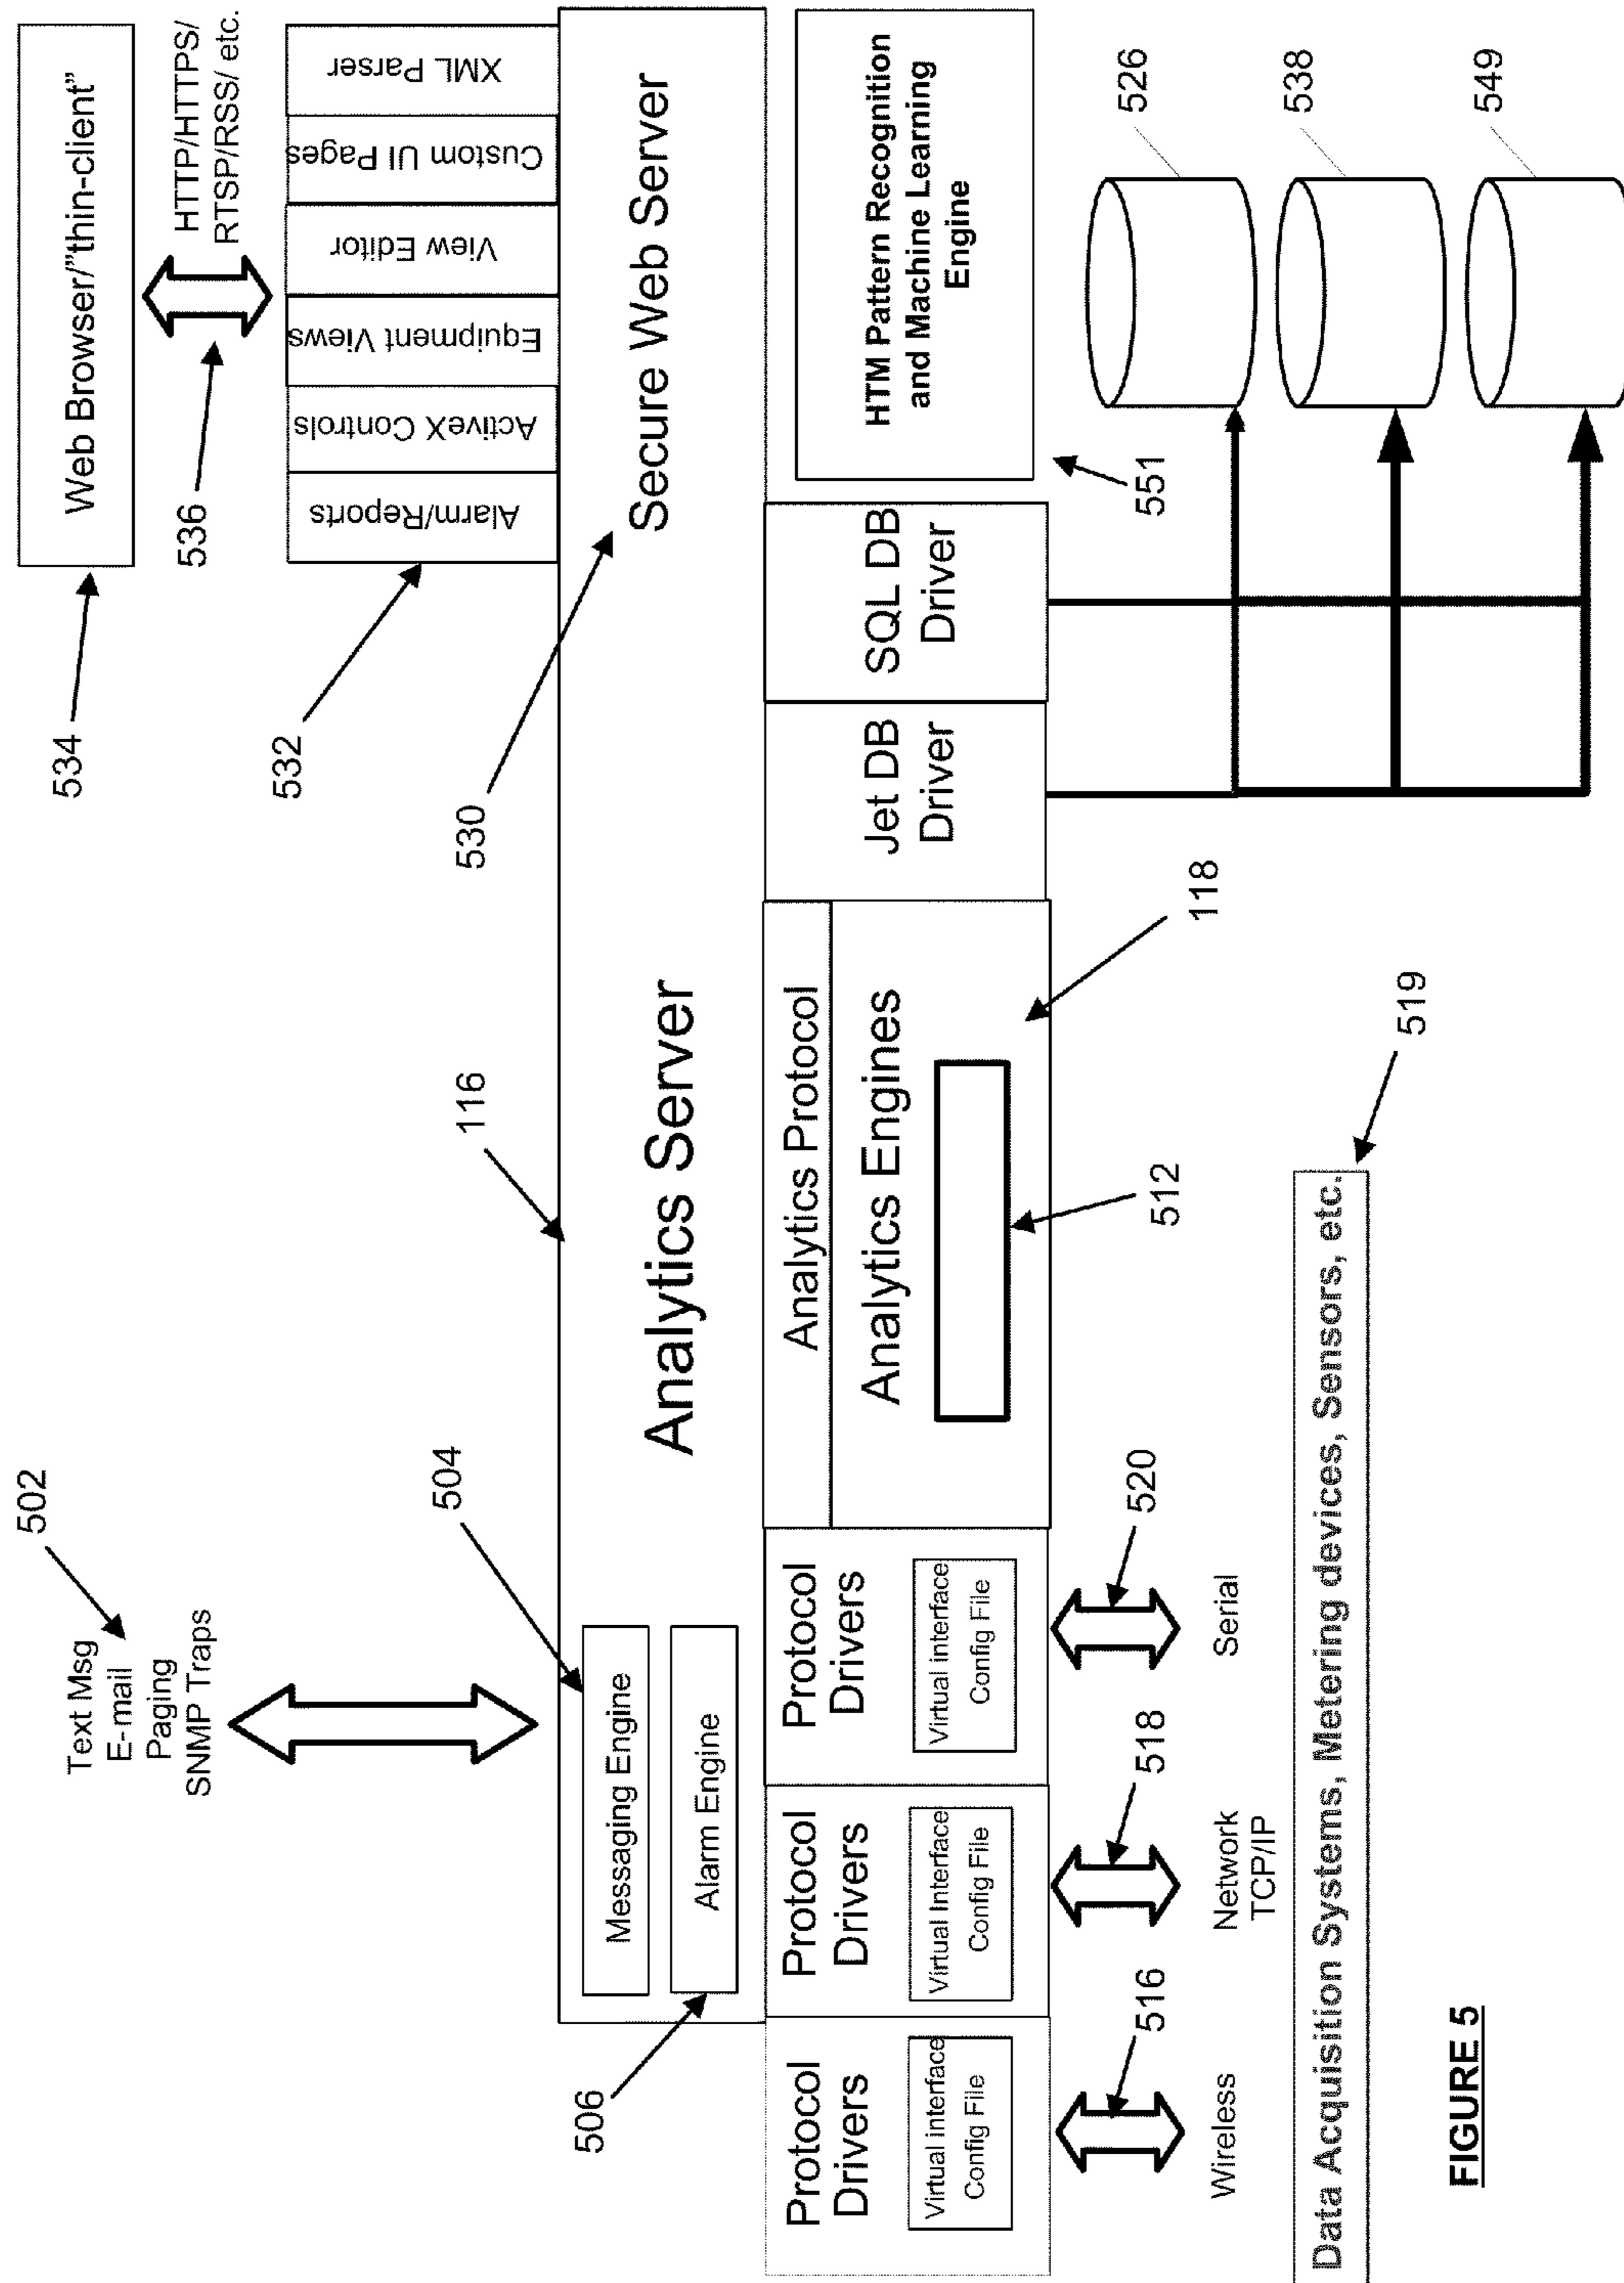 502
Text Msg
E-mail
Paging
SNMP Traps
534
Web Browser/"thin-client"
536
HTTP/HTTPS/
RTSP/RSS/ etc.
532
Alarm/Reports
ActiveX Controls
Equipment Views
View Editor
Custom UI Pages
XML Parser
504
116
530
Messaging Engine
Alarm Engine
506
Analytics Server
Secure Web Server
Protocol
Drivers
Virtual interface
Config File
Protocol
Drivers
Virtual Interface
Config File
Protocol
Drivers
Virtual interface
Config File
Analytics Protocol
Analytics Engines
Jet DB
Driver
SQL DB
Driver
HTM Pattern Recognition
and Machine Learning
Engine
516
518
520
512
118
551
Wireless
Network
TCP/IP
Serial
526
538
549
Data Acquisition Systems, Metering devices, Sensors, etc.
519
FIGURE 5